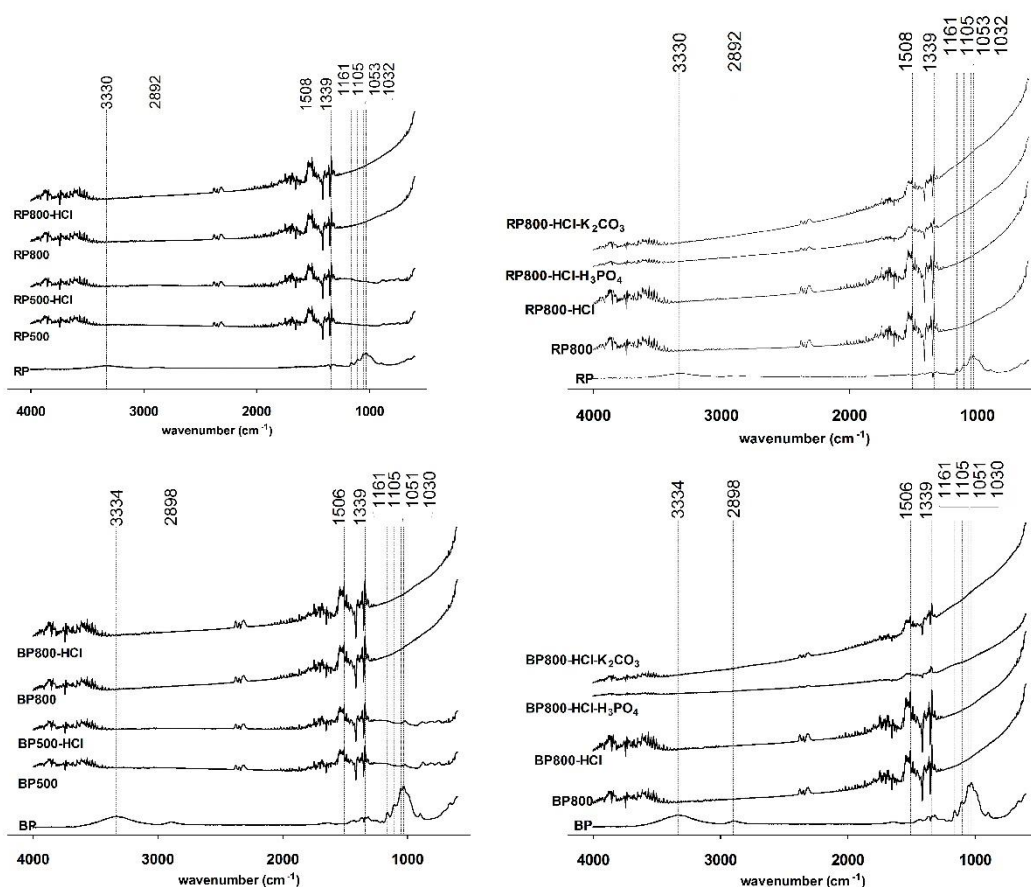 3330
2892
1508
1339
1161
1105
1053
1032
RP800-HCl
RP800
RP500-HCl
RP500
RP
4000
3000
2000
1000
wavenumber (cm⁻¹)
3330
2892
1508
1339
1161
1105
1053
1032
RP800-HCl-K₂CO₃
RP800-HCl-H₃PO₄
RP800-HCl
RP800
RP
4000
3000
2000
1000
wavenumber (cm⁻¹)
3334
2898
1506
1339
1161
1105
1051
1030
BP800-HCl
BP800
BP500-HCl
BP500
BP
4000
3000
2000
1000
wavenumber (cm⁻¹)
3334
2898
1506
1339
1161
1105
1051
1030
BP800-HCl-K₂CO₃
BP800-HCl-H₃PO₄
BP800-HCl
BP800
BP
4000
3000
2000
1000
wavenumber (cm⁻¹)